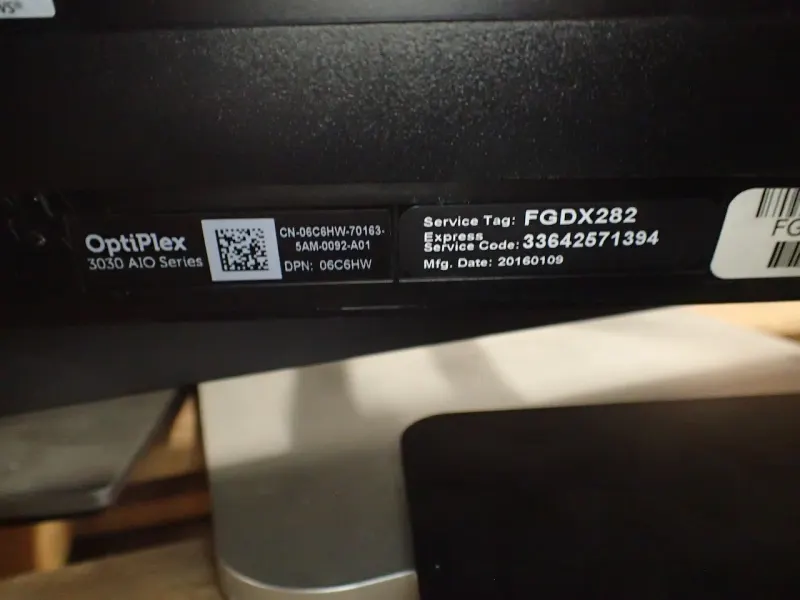 OptiPlex
3030 AIO Series
CN-06C6HW-70163-
5AM-0092-A01
DPN: 06C6HW
Service Tag: FGDX282
Express
Service Code: 33642571394
Mfg. Date: 20160109
FG